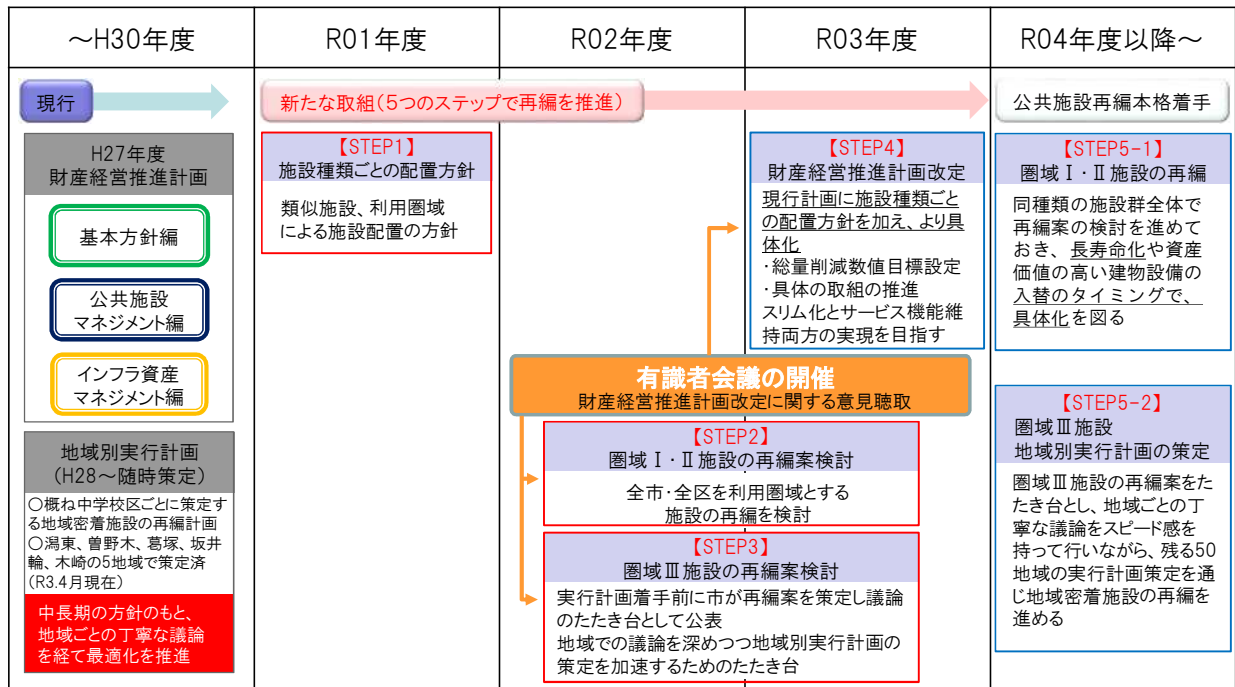 ～H30年度
R01年度
R02年度
R03年度
R04年度以降～
現行
新たな取組(5つのステップで再編を推進)
公共施設再編本格着手
H27年度
財産経営推進計画
基本方針編
公共施設
マネジメント編
インフラ資産
マネジメント編
地域別実行計画
(H28～随時策定)
○概ね中学校区ごとに策定す
る地域密着施設の再編計画
○潟東、曽野木、葛塚、坂井
輪、木崎の5地域で策定済
(R3.4月現在)
中長期の方針のもと、
地域ごとの丁寧な議論
を経て最適化を推進
【STEP1】
施設種類ごとの配置方針
類似施設、利用圏域
による施設配置の方針
有識者会議の開催
財産経営推進計画改定に関する意見聴取
【STEP2】
圏域Ⅰ・Ⅱ施設の再編案検討
全市・全区を利用圏域とする
施設の再編を検討
【STEP3】
圏域Ⅲ施設の再編案検討
実行計画着手前に市が再編案を策定し議論
のたたき台として公表
地域での議論を深めつつ地域別実行計画の
策定を加速するためのたたき台
【STEP4】
財産経営推進計画改定
現行計画に施設種類ごと
の配置方針を加え、より具
体化
・総量削減数値目標設定
・具体の取組の推進
スリム化とサービス機能維
持両方の実現を目指す
【STEP5-1】
圏域Ⅰ・Ⅱ施設の再編
同種類の施設群全体で
再編案の検討を進めて
おき、長寿命化や資産
価値の高い建物設備の
入替のタイミングで、
具体化を図る
【STEP5-2】
圏域Ⅲ施設
地域別実行計画の策定
圏域Ⅲ施設の再編案をた
たき台とし、地域ごとの丁
寧な議論をスピード感を
持って行いながら、残る50
地域の実行計画策定を通
じ地域密着施設の再編を
進める